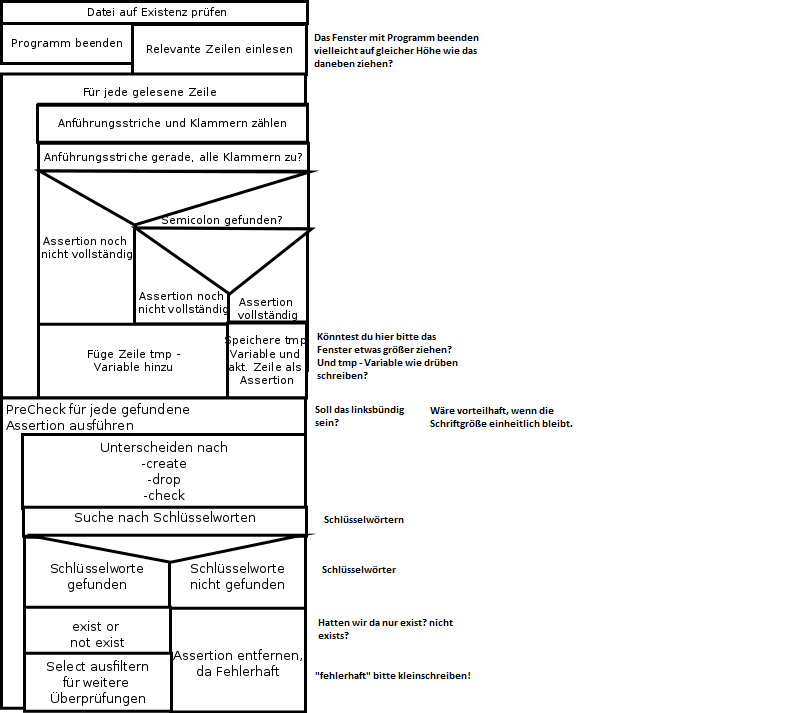 Datei auf Existenz prüfen
Programm beenden
Relevante Zeilen einlesen
Das Fenster mit Programm beenden
vielleicht auf gleicher Höhe wie das
daneben ziehen?
Für jede gelesene Zeile
Anführungsstriche und Klammern zählen
Anführungsstriche gerade, alle Klammern zu?
Semicolon gefunden?
Assertion noch
nicht vollständig
Assertion noch
nicht vollständig
Assertion
vollständig
Füge Zeile tmp -
Variable hinzu
Speichere tmp
Variable und
akt. Zeile als
Assertion
Könntest du hier bitte das
Fenster etwas größer ziehen?
Und tmp - Variable wie drüben
schreiben?
PreCheck für jede gefundene
Assertion ausführen
Soll das linksbündig
sein?
Wäre vorteilhaft, wenn die
Schriftgröße einheitlich bleibt.
Unterscheiden nach
-create
-drop
-check
Suche nach Schlüsselworten
Schlüsselwörtern
Schlüsselworte
gefunden
Schlüsselworte
nicht gefunden
Schlüsselwörter
exist or
not exist
Hatten wir da nur exist? nicht
exists?
Select ausfiltern
für weitere
Überprüfungen
Assertion entfernen,
da Fehlerhaft
"fehlerhaft" bitte kleinschreiben!